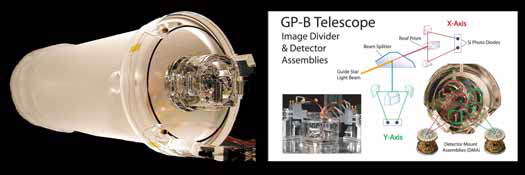 GP-B Telescope
Image Divider
& Detector
Assemblies
X-Axis
Roof Prism
Beam Splitter
Si Photo Diodes
Guide Star
Light Beam
Y-Axis
Detector Mount
Assemblies (DMA)